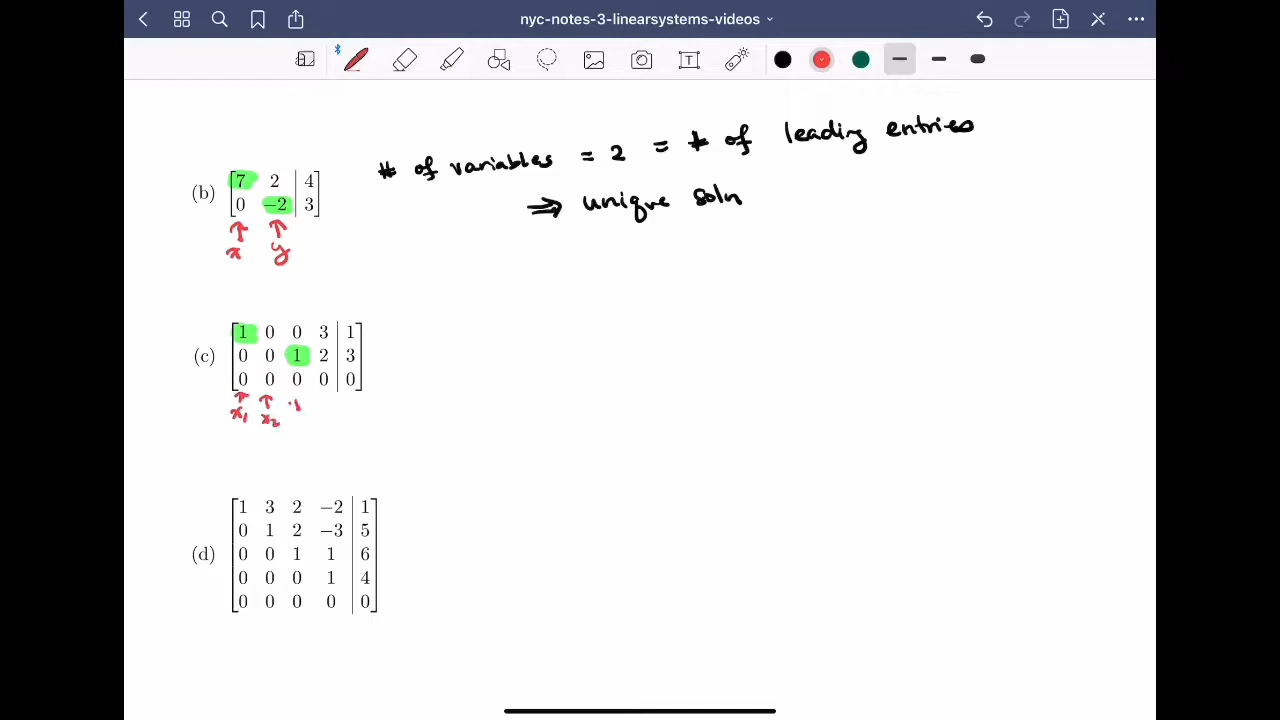 nyc-notes-3-linearsystems-videos
T
# of variables = 2 = # of leading entries
⇒ unique soln
(b) [7 2 | 4
0 -2 | 3]
↑ ↑
x y
(c) [1 0 0 3 | 1
0 0 1 2 | 3
0 0 0 0 | 0]
↑ ↑
x₁ x₂
(d) [1 3 2 -2 | 1
0 1 2 -3 | 5
0 0 1 1 | 6
0 0 0 1 | 4
0 0 0 0 | 0]